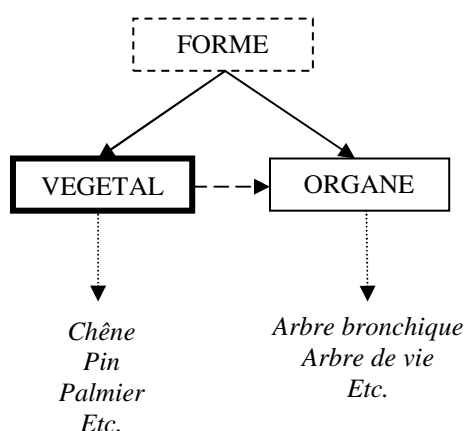 FORME
VEGETAL
ORGANE
Chêne
Pin
Palmier
Etc.
Arbre bronchique
Arbre de vie
Etc.